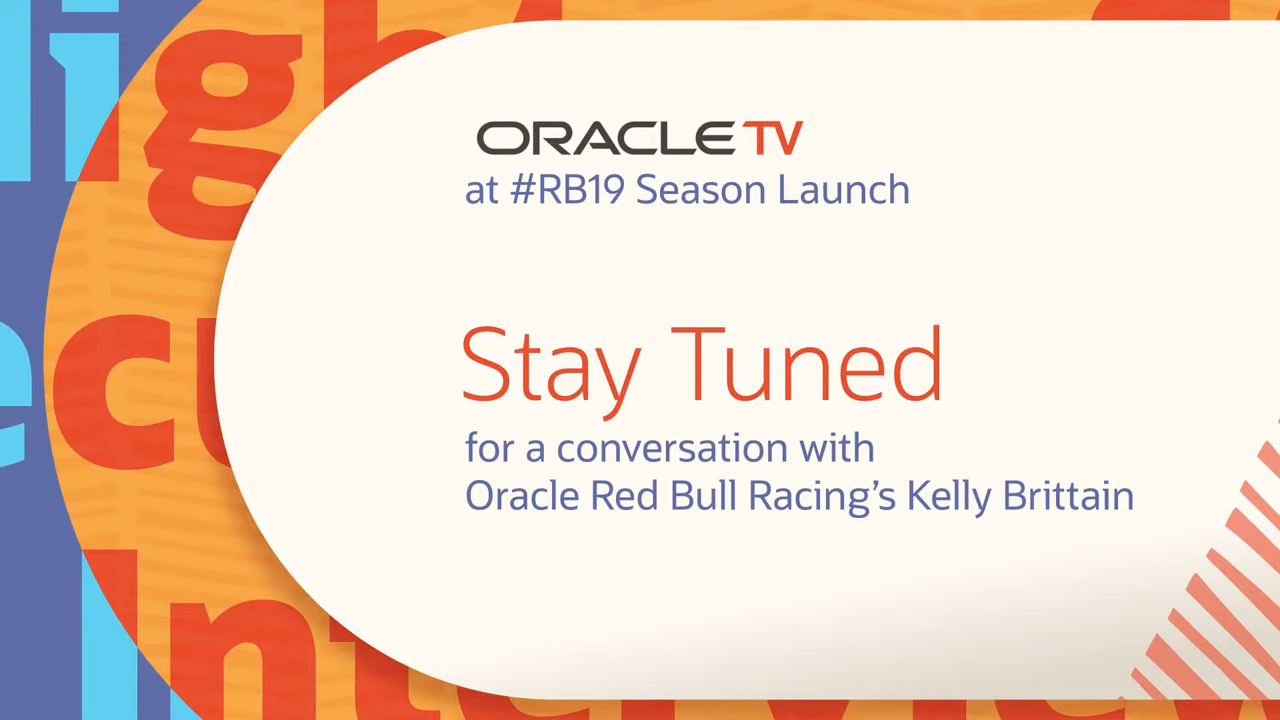 ORACLE TV
at #RB19 Season Launch
Stay Tuned
for a conversation with
Oracle Red Bull Racing’s Kelly Brittain